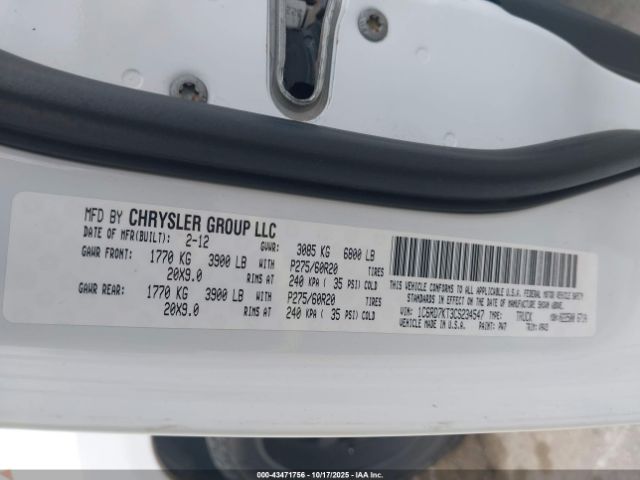 MFD BY CHRYSLER GROUP LLC
DATE OF MFR(BUILT): 2-12 GVWR: 3085 KG 6800 LB
GAWR FRONT: 1770 KG 3900 LB WITH P275/60R20 TIRES
20X9.0 RIMS AT 240 KPA ( 35 PSI) COLD
GAWR REAR: 1770 KG 3900 LB WITH P275/60R20 TIRES
20X9.0 RIMS AT 240 KPA ( 35 PSI) COLD
THIS VEHICLE CONFORMS TO ALL APPLICABLE U.S.A. FEDERAL MOTOR VEHICLE SAFETY
STANDARDS IN EFFECT ON THE DATE OF MANUFACTURE SHOWN ABOVE.
VIN: 1C6RD7KT3CS234547 TYPE: TRUCK
VEHICLE MADE IN U.S.A. PAINT: PW7 TRIM:
00-43471756 - 10/17/2025 - Copyright © IAA, Inc.